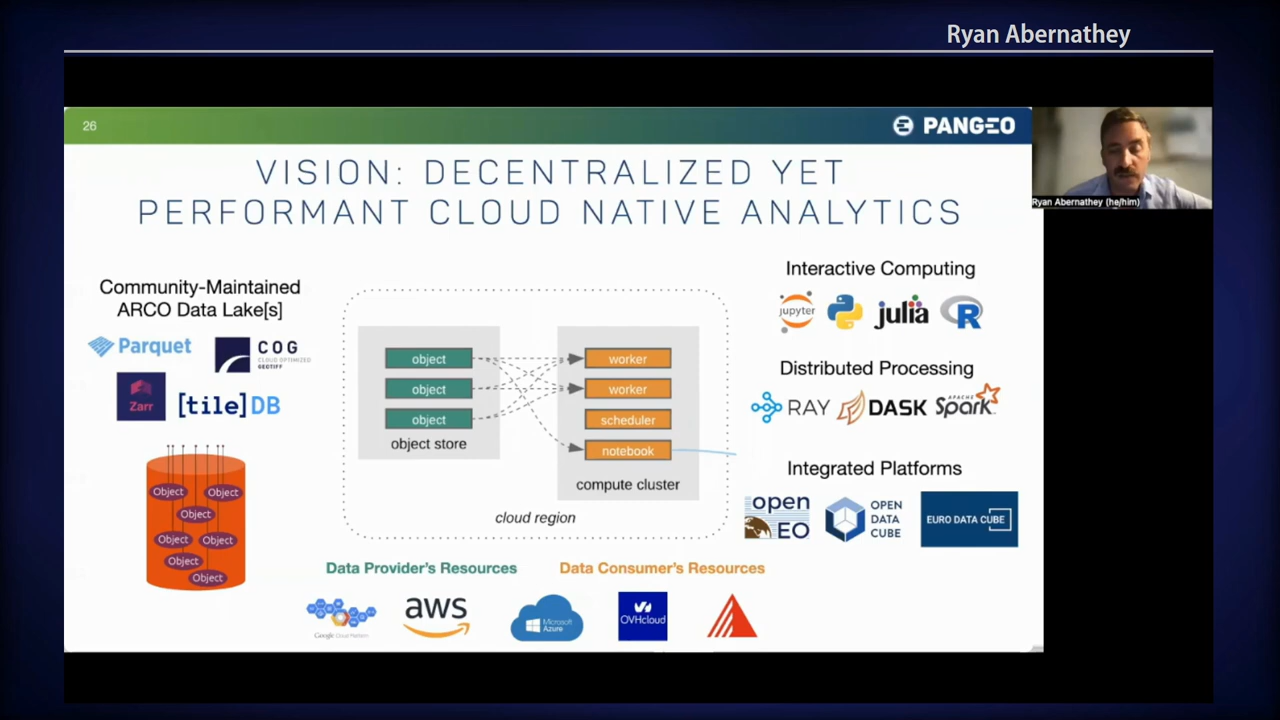 Ryan Abernathey
26
PANGEO
VISION: DECENTRALIZED YET
PERFORMANT CLOUD NATIVE ANALYTICS
Ryan Abernathey (he/him)
Community-Maintained
ARCO Data Lake[s]
Parquet
COG
CLOUD OPTIMIZED
GEOTIFF
Zarr
[tile]DB
Object
Object
Object
Object
Object
Object
Object
object
object
object
object store
worker
worker
scheduler
notebook
compute cluster
cloud region
Data Provider's Resources
Data Consumer's Resources
Google Cloud Platform
aws
Microsoft
Azure
OVHcloud
Interactive Computing
jupyter
julia
R
Distributed Processing
RAY
DASK
APACHE
Spark
Integrated Platforms
open
EO
OPEN
DATA
CUBE
EURO DATA CUBE